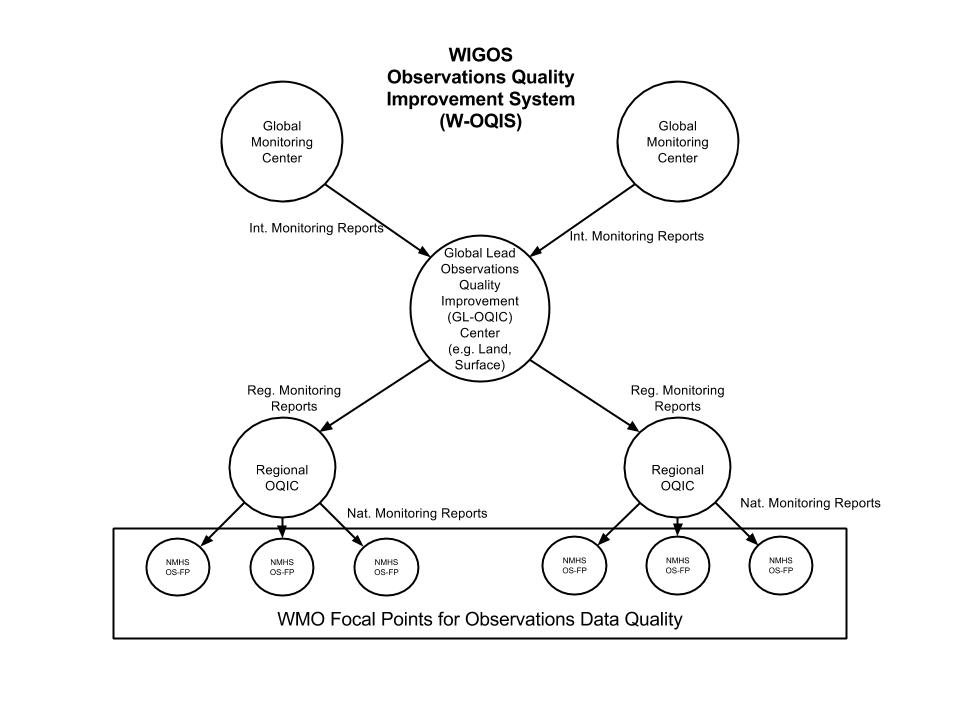 WIGOS
Observations Quality
Improvement System
(W-OQIS)
Global
Monitoring
Center
Global
Monitoring
Center
Int. Monitoring Reports
Int. Monitoring Reports
Global Lead
Observations
Quality
Improvement
(GL-OQIC)
Center
(e.g. Land,
Surface)
Reg. Monitoring
Reports
Reg. Monitoring
Reports
Regional
OQIC
Regional
OQIC
Nat. Monitoring Reports
Nat. Monitoring Reports
NMHS
OS-FP
NMHS
OS-FP
NMHS
OS-FP
NMHS
OS-FP
NMHS
OS-FP
NMHS
OS-FP
WMO Focal Points for Observations Data Quality